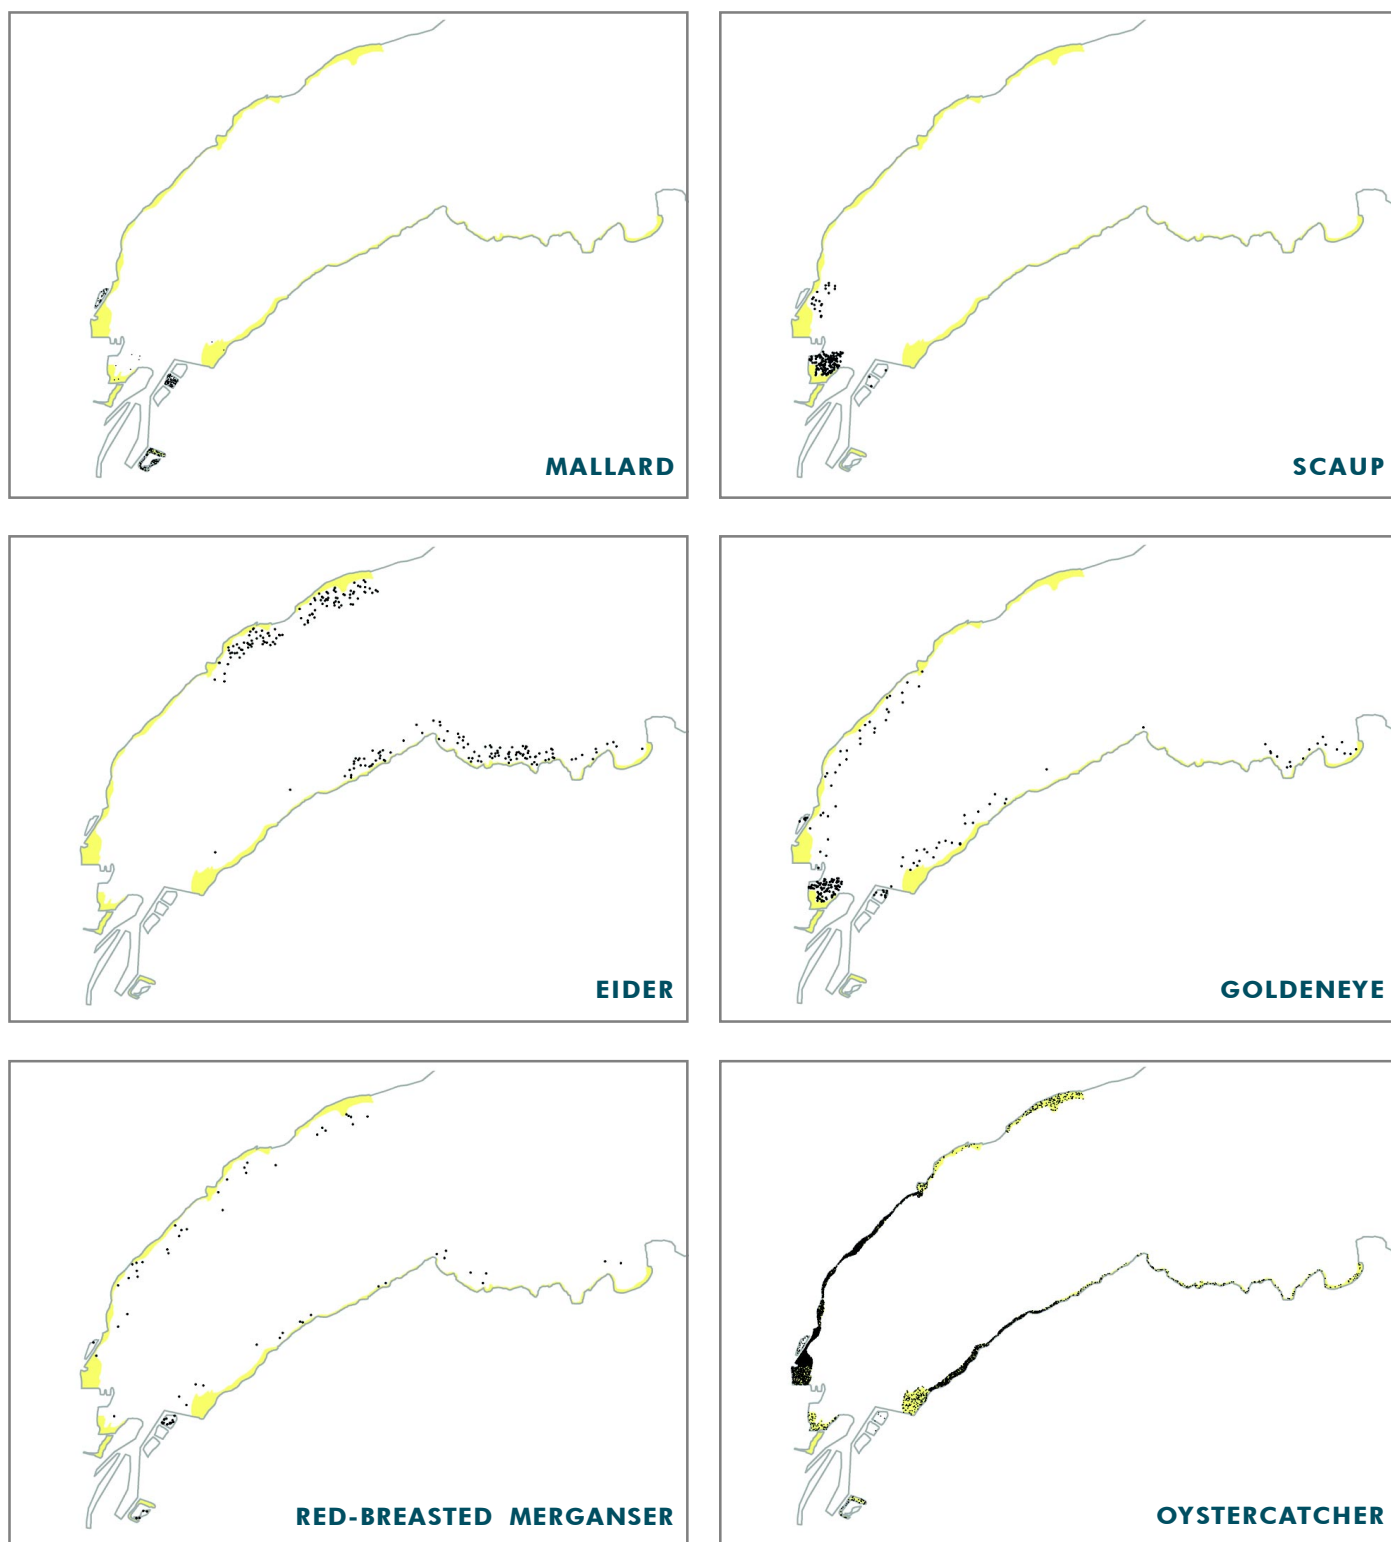 MALLARD
SCAUP
EIDER
GOLDENEYE
RED-BREASTED MERGANSER
OYSTERCATCHER